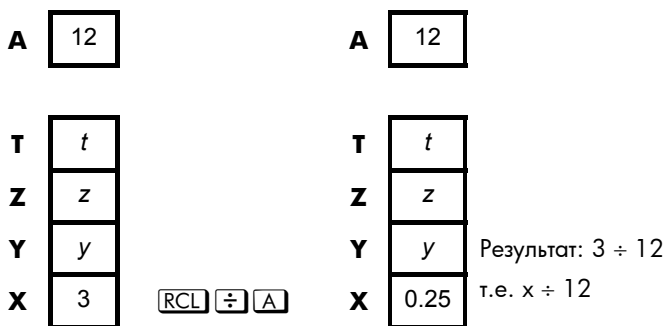 A 12 A 12
T t T t
Z z Z z
Y y Y y Результат: 3 ÷ 12
X 3 RCL ÷ A X 0.25 т.е. x ÷ 12